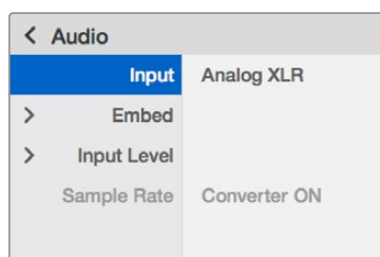 Audio
Input Analog XLR
Embed
Input Level
Sample Rate Converter ON